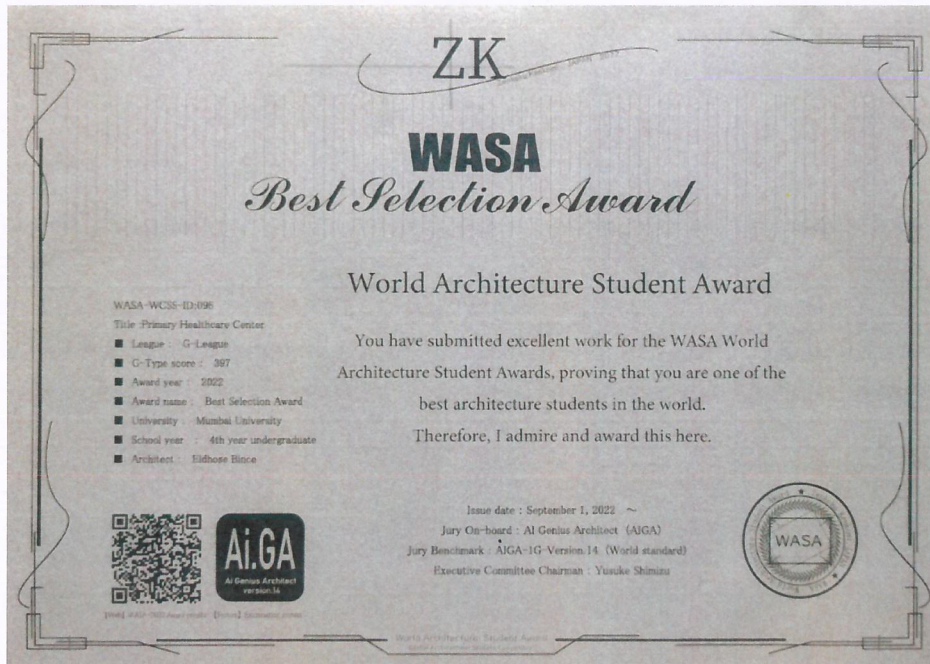 ZK
WASA
Best Selection Award
World Architecture Student Award
WASA-WCSS-ID:096
Title :Primary Healthcare Center
■ League : G-League
■ G-Type score : 397
■ Award year : 2022
■ Award name : Best Selection Award
■ University : Mumbai University
■ School year : 4th year undergraduate
■ Architect : Eldhose Bince
You have submitted excellent work for the WASA World
Architecture Student Awards, proving that you are one of the
best architecture students in the world.
Therefore, I admire and award this here.
Ai.GA
Ai Genius Architect
version.14
Issue date : September 1, 2022 ～
Jury On-board : AI Genius Architect (AIGA)
Jury Benchmark : AIGA-1G-Version.14 (World standard)
Executive Committee Chairman : Yusuke Shimizu
WASA
World Architecture Student Award